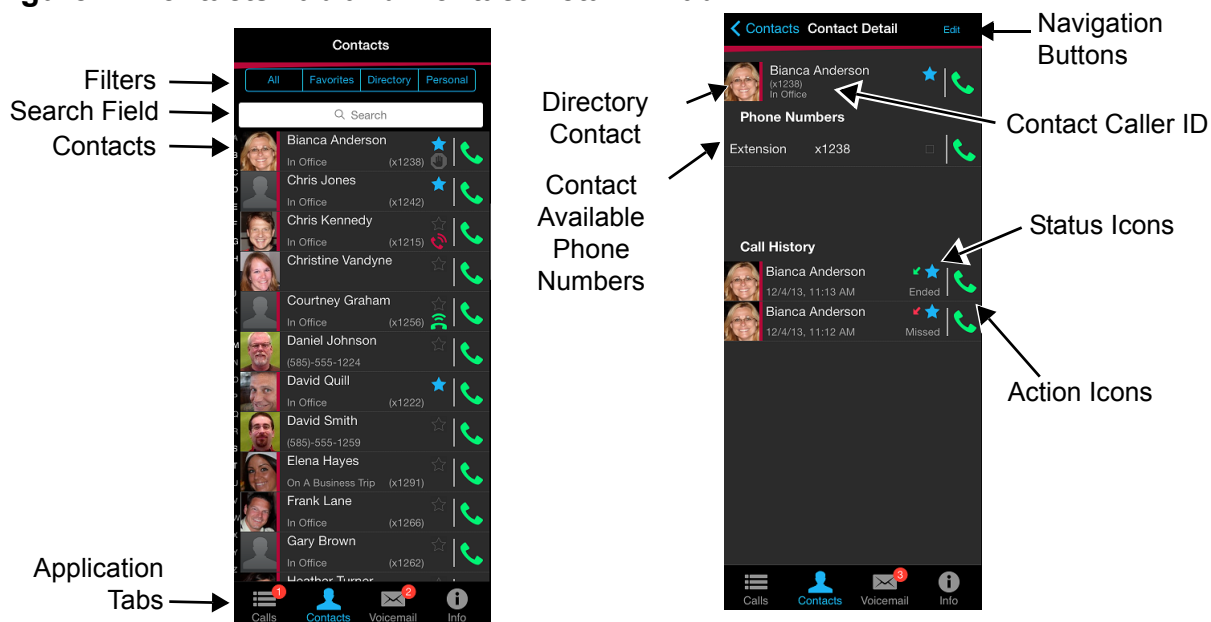 Contacts
All Favorites Directory Personal
Search
Bianca Anderson
In Office (x1238)
Chris Jones
In Office (x1242)
Chris Kennedy
In Office (x1215)
Christine Vandyne
Courtney Graham
In Office (x1256)
Daniel Johnson
(585)-555-1224
David Quill
In Office (x1222)
David Smith
(585)-555-1259
Elena Hayes
On A Business Trip (x1291)
Frank Lane
In Office (x1266)
Gary Brown
In Office (x1262)
Heather Turner
1 2
Calls Contacts Voicemail Info
Filters
Search Field
Contacts
Application
Tabs
Contacts Contact Detail Edit
Bianca Anderson
(x1238)
In Office
Phone Numbers
Extension x1238
Call History
Bianca Anderson
12/4/13, 11:13 AM Ended
Bianca Anderson
12/4/13, 11:12 AM Missed
3
Calls Contacts Voicemail Info
Directory
Contact
Contact
Available
Phone
Numbers
Navigation
Buttons
Contact Caller ID
Status Icons
Action Icons